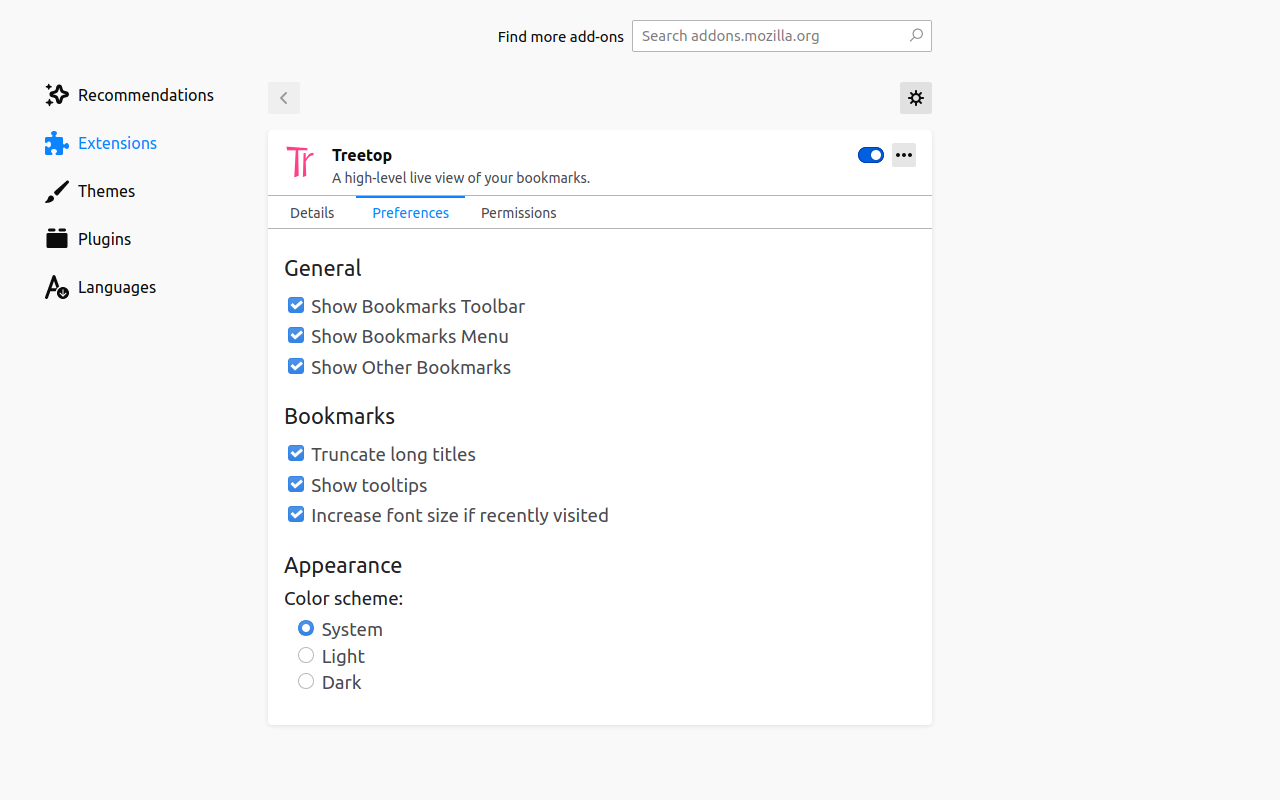 Find more add-ons
Search addons.mozilla.org
Recommendations
Extensions
Themes
Plugins
Languages
Tr
Treetop
A high-level live view of your bookmarks.
Details Preferences Permissions
General
Show Bookmarks Toolbar
Show Bookmarks Menu
Show Other Bookmarks
Bookmarks
Truncate long titles
Show tooltips
Increase font size if recently visited
Appearance
Color scheme:
System
Light
Dark